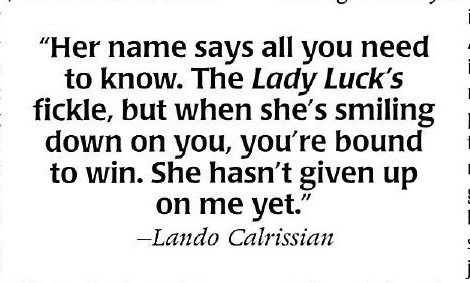 “Her name says all you need
to know. The Lady Luck’s
fickle, but when she’s smiling
down on you, you’re bound
to win. She hasn’t given up
on me yet.”
–Lando Calrissian